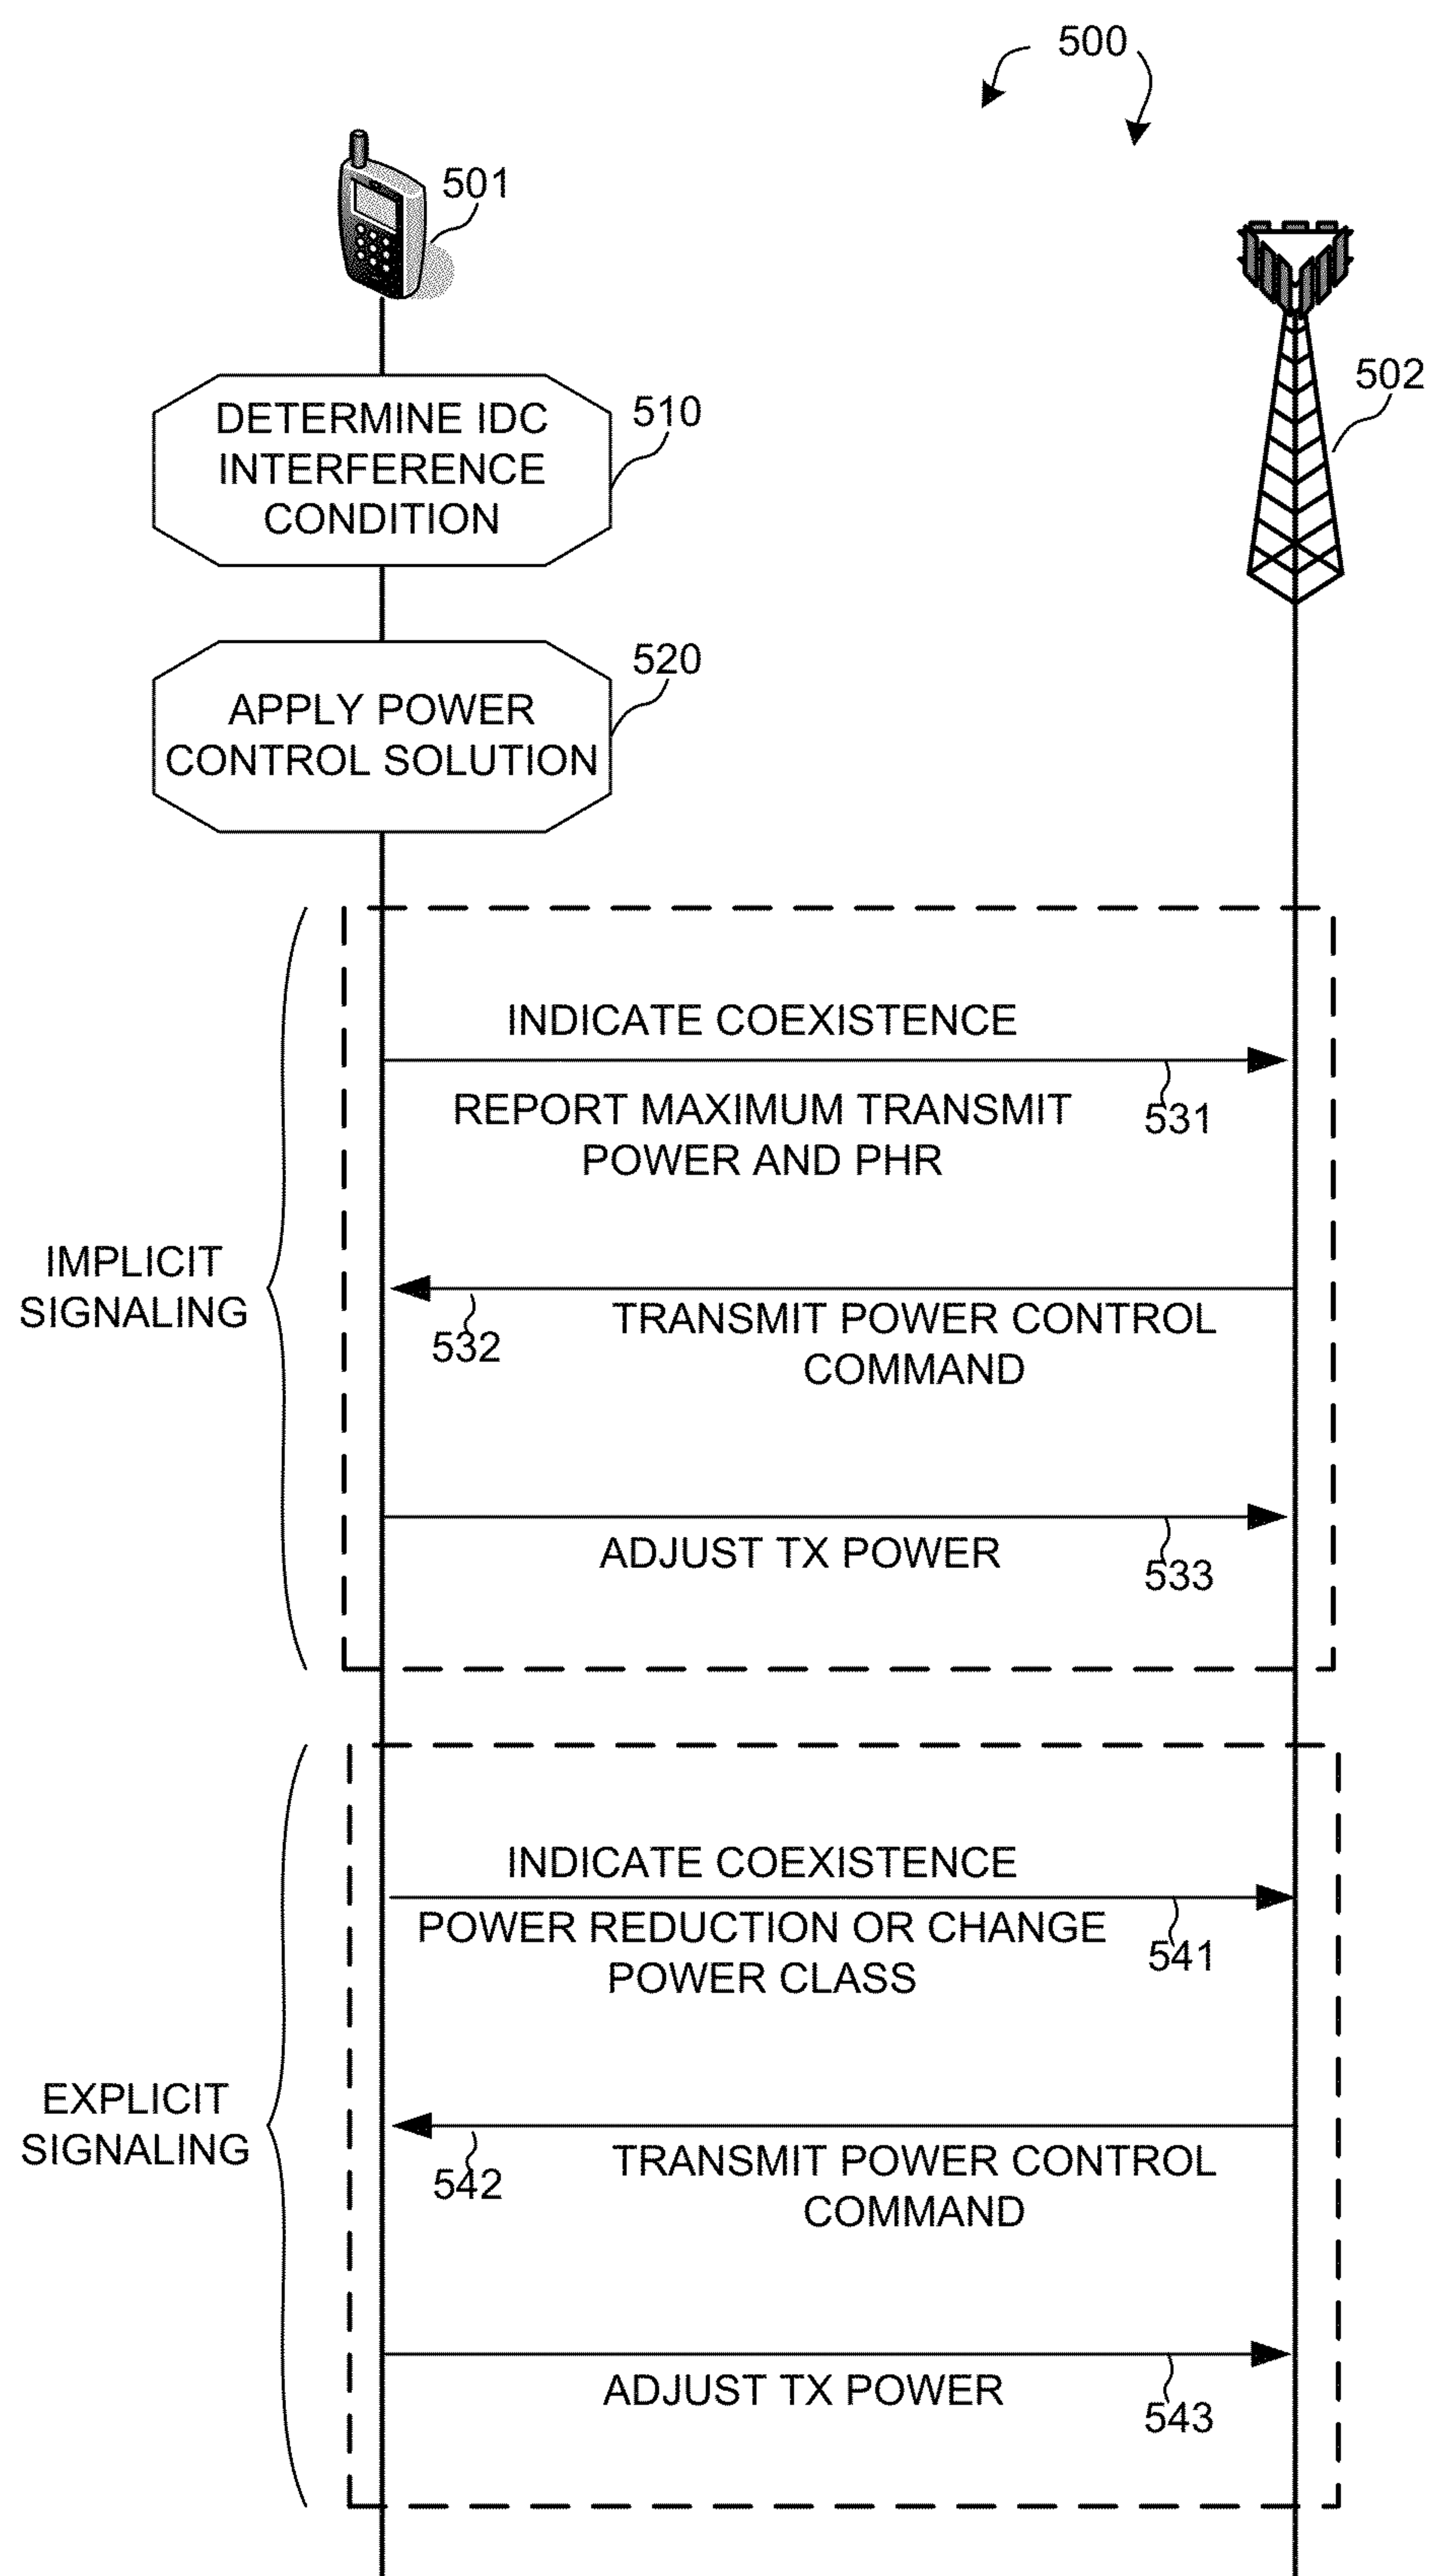 500
501
502
DETERMINE IDC
INTERFERENCE
CONDITION
510
520
APPLY POWER
CONTROL SOLUTION
INDICATE COEXISTENCE
531
REPORT MAXIMUM TRANSMIT
POWER AND PHR
IMPLICIT
SIGNALING
532
TRANSMIT POWER CONTROL
COMMAND
ADJUST TX POWER
533
INDICATE COEXISTENCE
POWER REDUCTION OR CHANGE
POWER CLASS
541
EXPLICIT
SIGNALING
542
TRANSMIT POWER CONTROL
COMMAND
ADJUST TX POWER
543